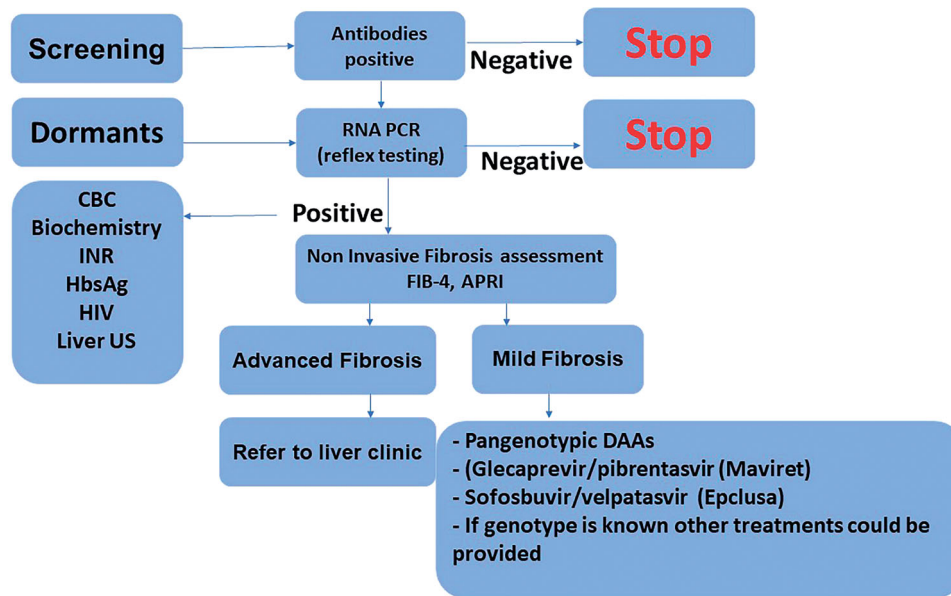 Screening
Antibodies
positive
Negative
Stop
Dormants
RNA PCR
(reflex testing)
Negative
Stop
CBC
Biochemistry
INR
HbsAg
HIV
Liver US
Positive
Non Invasive Fibrosis assessment
FIB-4, APRI
Advanced Fibrosis
Mild Fibrosis
Refer to liver clinic
- Pangenotypic DAAs
- (Glecaprevir/pibrentasvir (Maviret)
- Sofosbuvir/velpatasvir (Epclusa)
- If genotype is known other treatments could be
provided